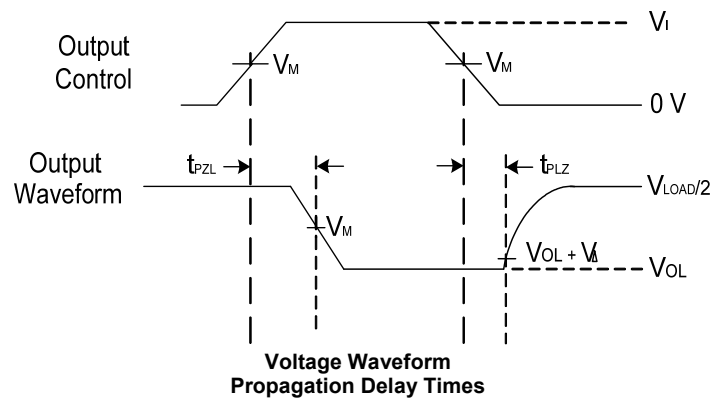 Output
Control
VM
VM
VI
0 V
Output
Waveform
tPZL
tPLZ
VM
VLOAD/2
VOL + VΔ
VOL
Voltage Waveform
Propagation Delay Times